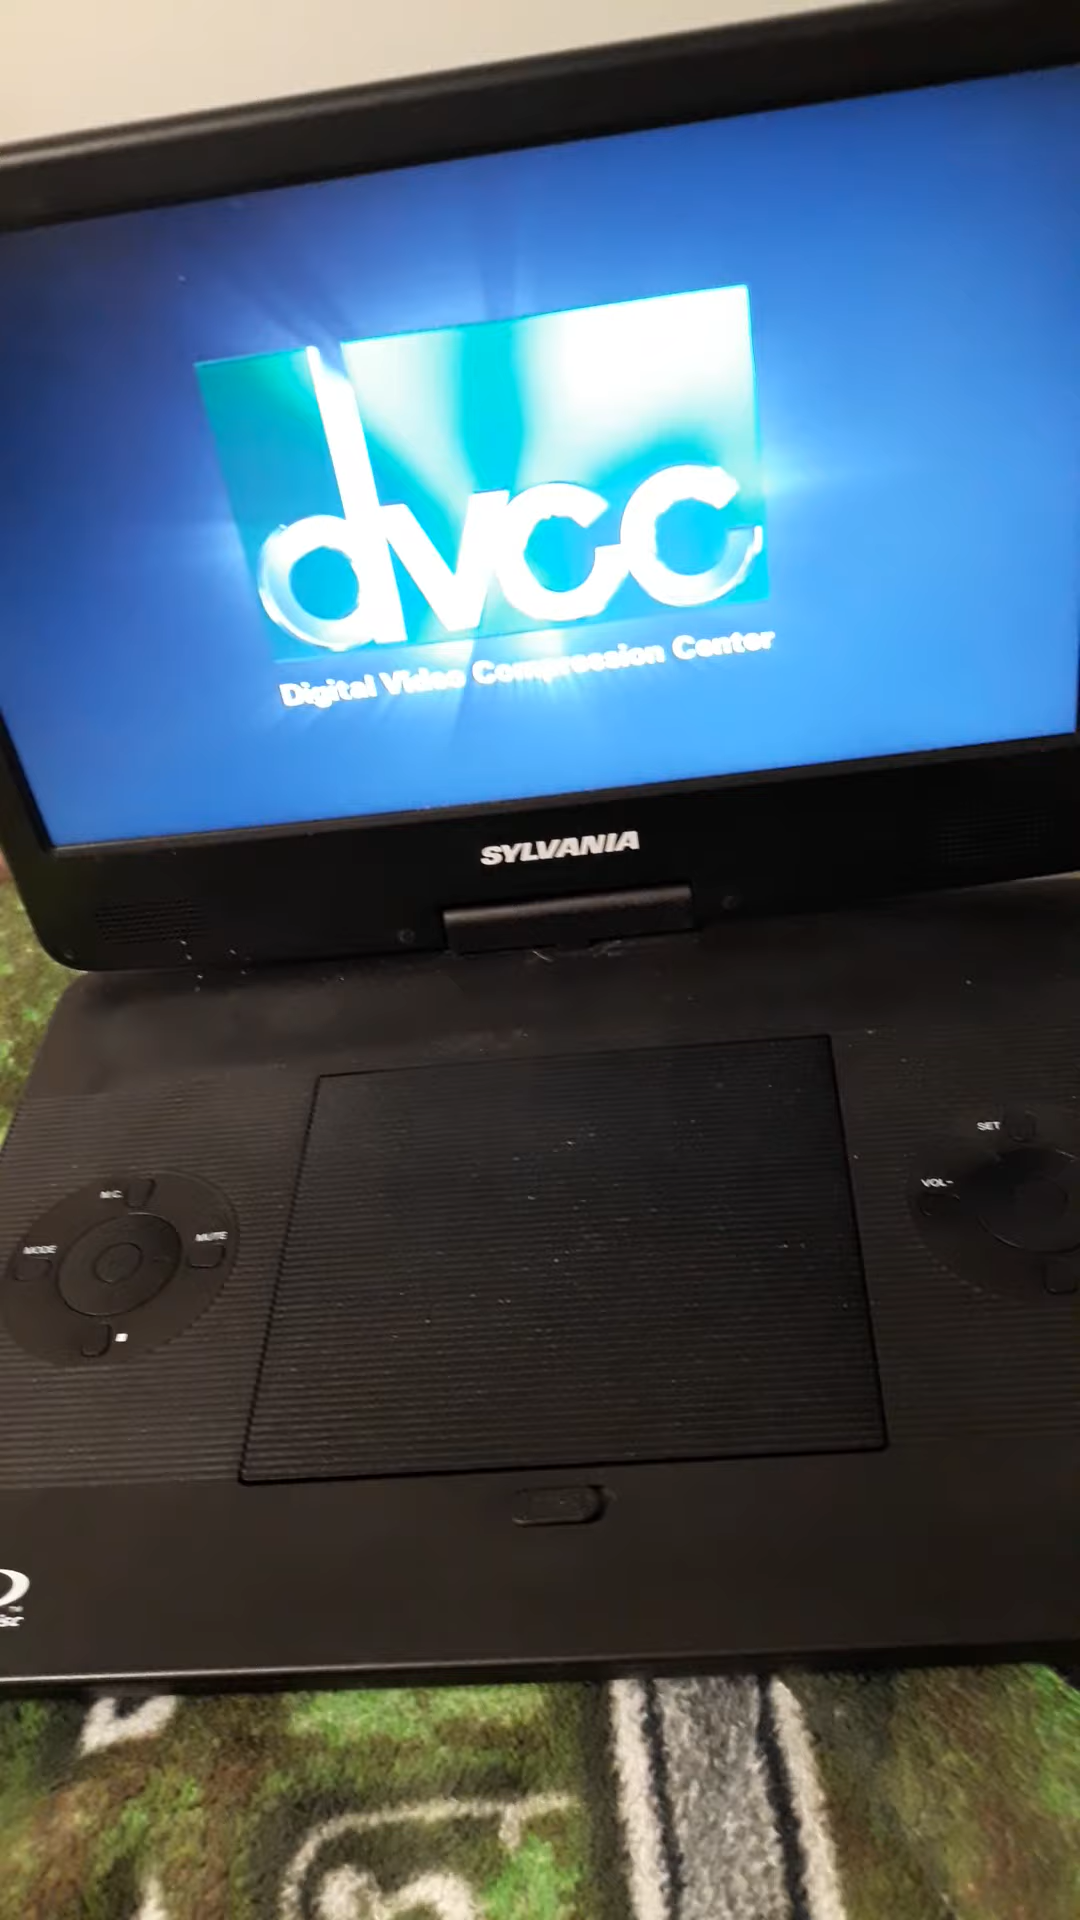 dvcc
Digital Video Compression Center
SYLVANIA
SET
VOL-
N/C
MODE
MUTE